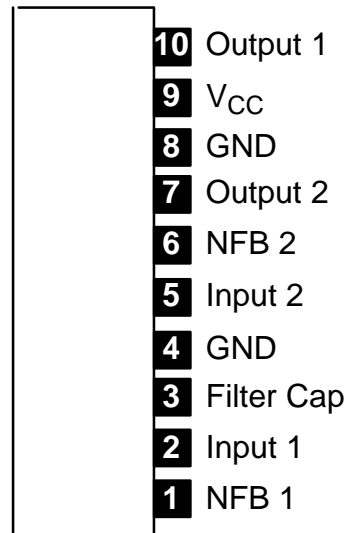 10 Output 1
9 VCC
8 GND
7 Output 2
6 NFB 2
5 Input 2
4 GND
3 Filter Cap
2 Input 1
1 NFB 1